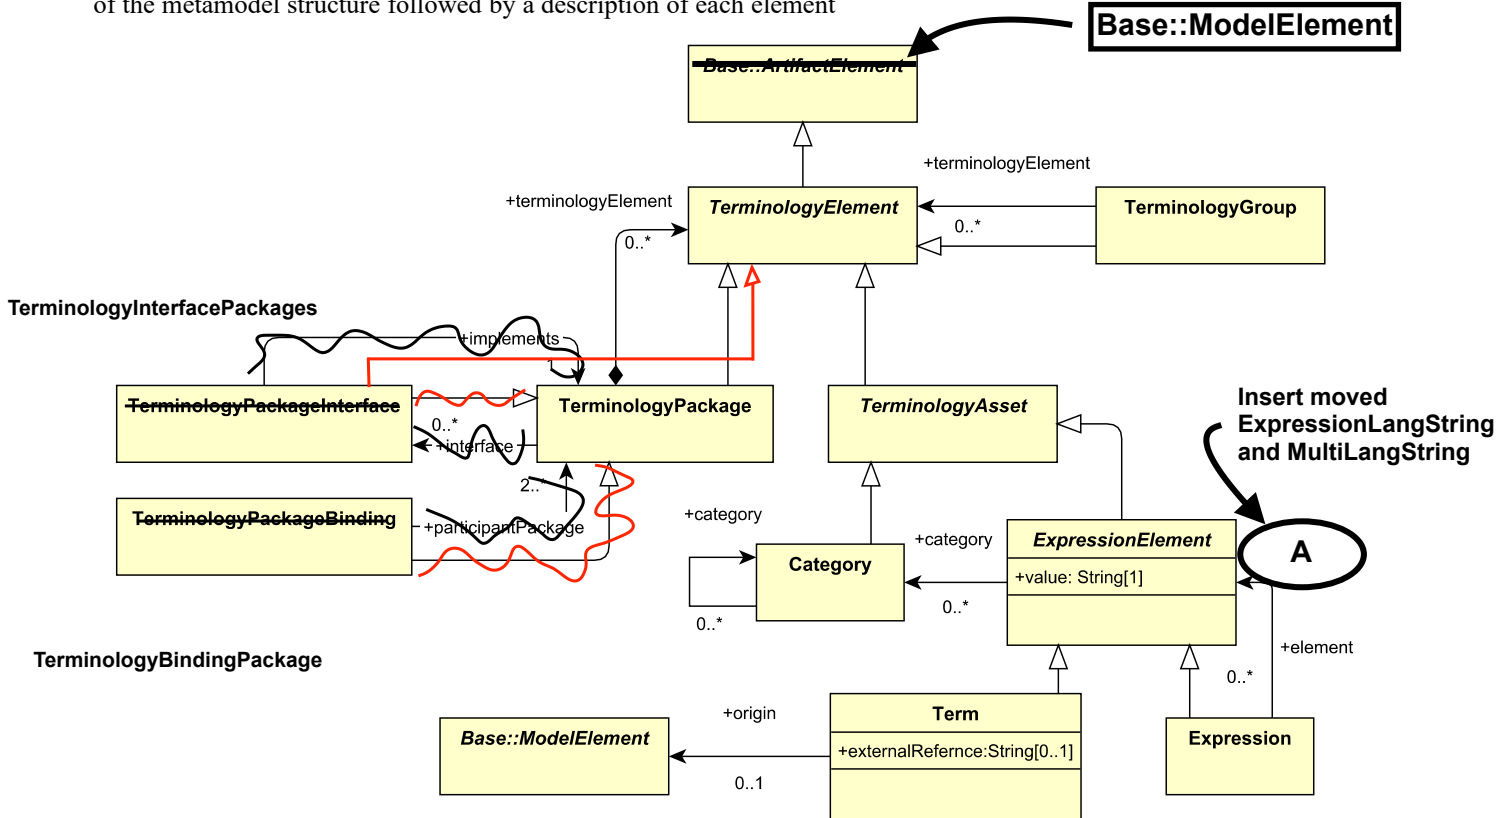 of the metamodel structure followed by a description of each element
Base::ModelElement
Base::ArtifactElement
+terminologyElement
+terminologyElement
TerminologyElement
TerminologyGroup
0..*
0..*
TerminologyInterfacePackages
+implements
1
TerminologyPackageInterface
TerminologyPackage
TerminologyAsset
Insert moved
ExpressionLangString
and MultiLangString
0..*
+interface
2..*
TerminologyPackageBinding
+participantPackage
+category
+category
ExpressionElement
A
Category
+value: String[1]
0..*
0..*
+element
TerminologyBindingPackage
0..*
+origin
Term
Base::ModelElement
Expression
+externalRefernce:String[0..1]
0..1